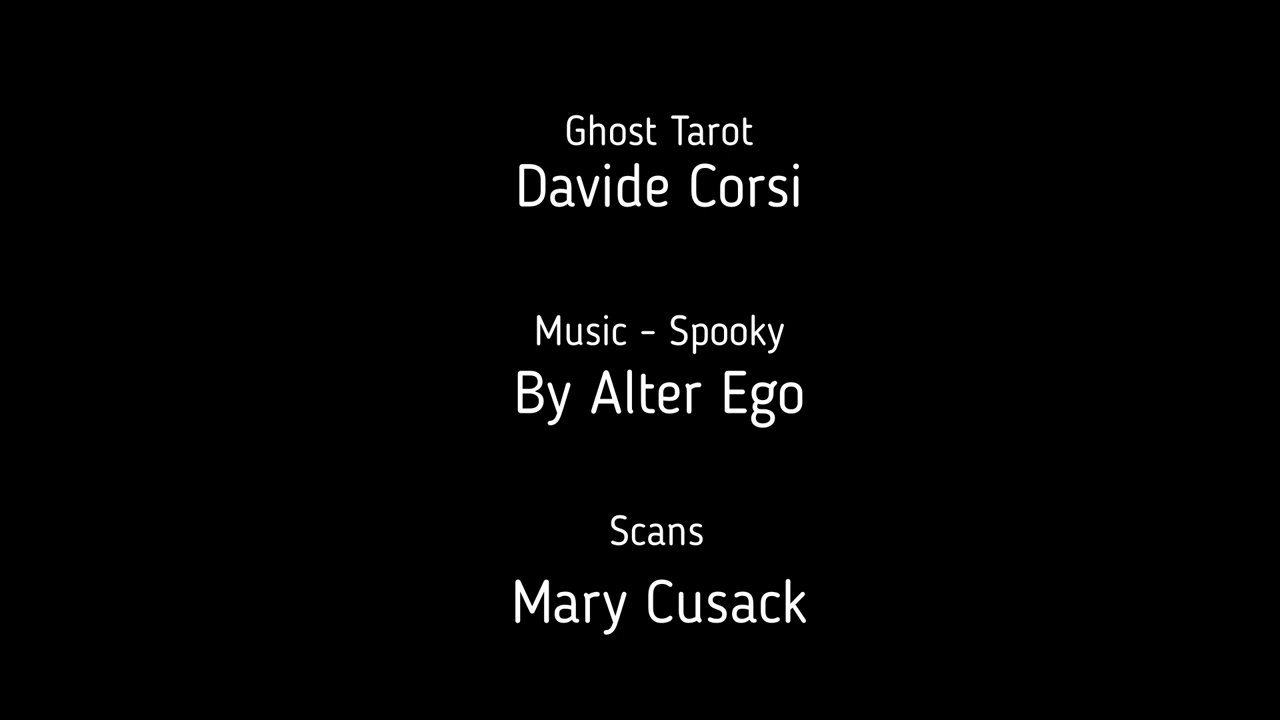 Ghost Tarot
Davide Corsi
Music - Spooky
By Alter Ego
Scans
Mary Cusack